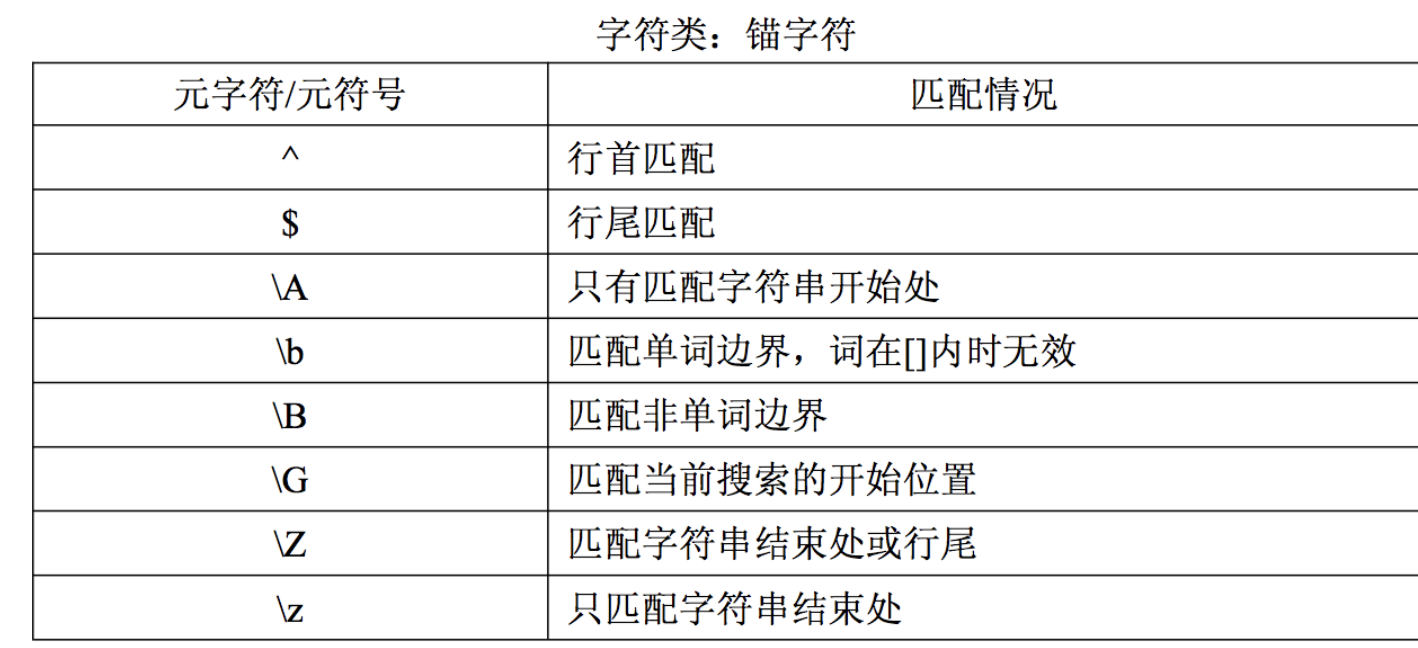 字符类：锚字符
元字符/元符号 匹配情况
^ 行首匹配
$ 行尾匹配
\A 只有匹配字符串开始处
\b 匹配单词边界，词在[]内时无效
\B 匹配非单词边界
\G 匹配当前搜索的开始位置
\Z 匹配字符串结束处或行尾
\z 只匹配字符串结束处